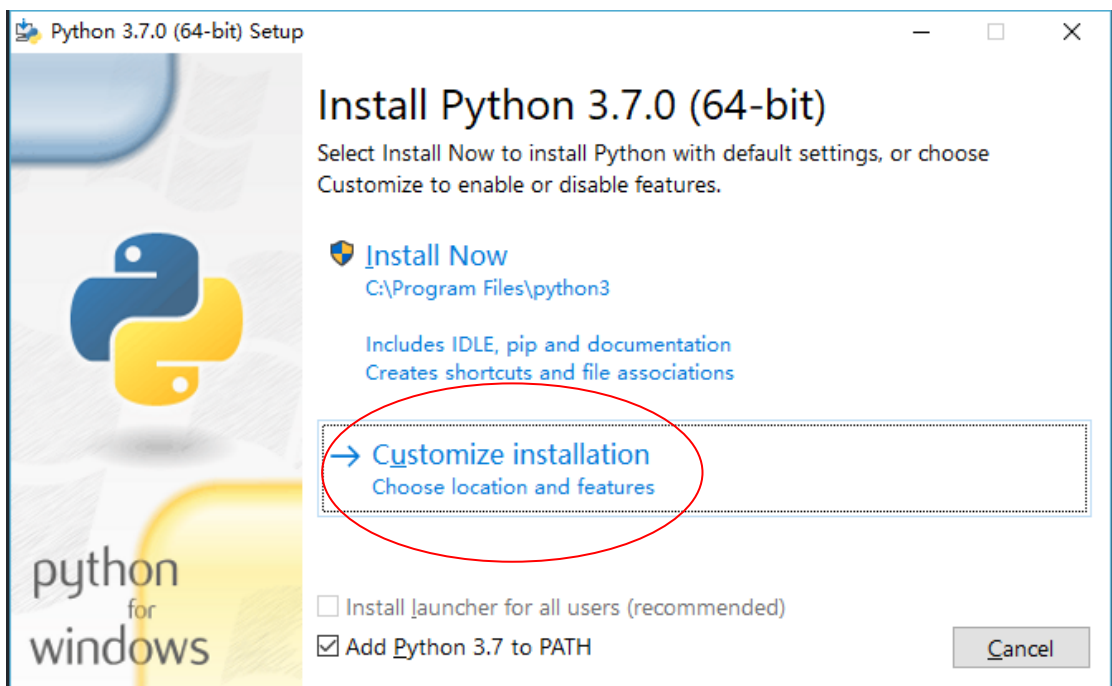 Python 3.7.0 (64-bit) Setup
Install Python 3.7.0 (64-bit)
Select Install Now to install Python with default settings, or choose
Customize to enable or disable features.
Install Now
C:\Program Files\python3
Includes IDLE, pip and documentation
Creates shortcuts and file associations
Customize installation
Choose location and features
python
for
windows
Install launcher for all users (recommended)
Add Python 3.7 to PATH
Cancel